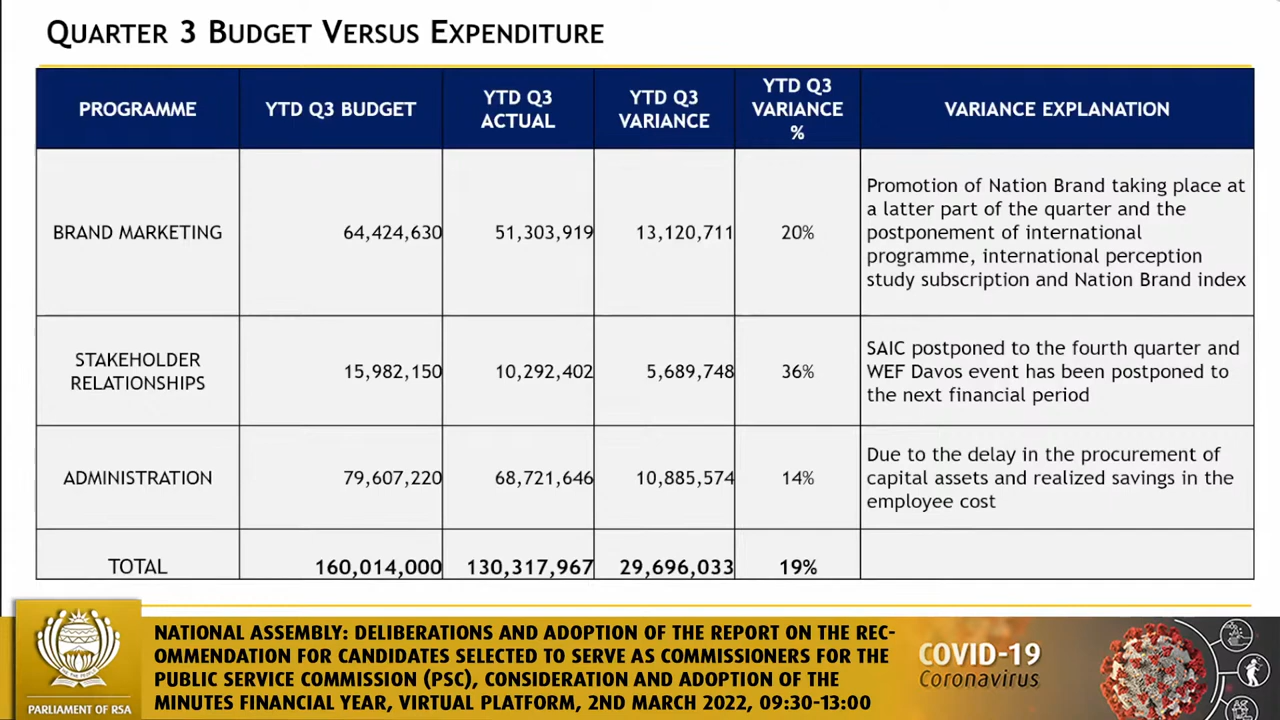 QUARTER 3 BUDGET VERSUS EXPENDITURE
PROGRAMME
YTD Q3 BUDGET
YTD Q3
ACTUAL
YTD Q3
VARIANCE
YTD Q3
VARIANCE
%
VARIANCE EXPLANATION
BRAND MARKETING
64,424,630
51,303,919
13,120,711
20%
Promotion of Nation Brand taking place at
a latter part of the quarter and the
postponement of international
programme, international perception
study subscription and Nation Brand index
STAKEHOLDER
RELATIONSHIPS
15,982,150
10,292,402
5,689,748
36%
SAIC postponed to the fourth quarter and
WEF Davos event has been postponed to
the next financial period
ADMINISTRATION
79,607,220
68,721,646
10,885,574
14%
Due to the delay in the procurement of
capital assets and realized savings in the
employee cost
TOTAL
160,014,000
130,317,967
29,696,033
19%
NATIONAL ASSEMBLY: DELIBERATIONS AND ADOPTION OF THE REPORT ON THE REC-
OMMENDATION FOR CANDIDATES SELECTED TO SERVE AS COMMISSIONERS FOR THE
PUBLIC SERVICE COMMISSION (PSC), CONSIDERATION AND ADOPTION OF THE
MINUTES FINANCIAL YEAR, VIRTUAL PLATFORM, 2ND MARCH 2022, 09:30-13:00
PARLIAMENT OF RSA
COVID-19
Coronavirus